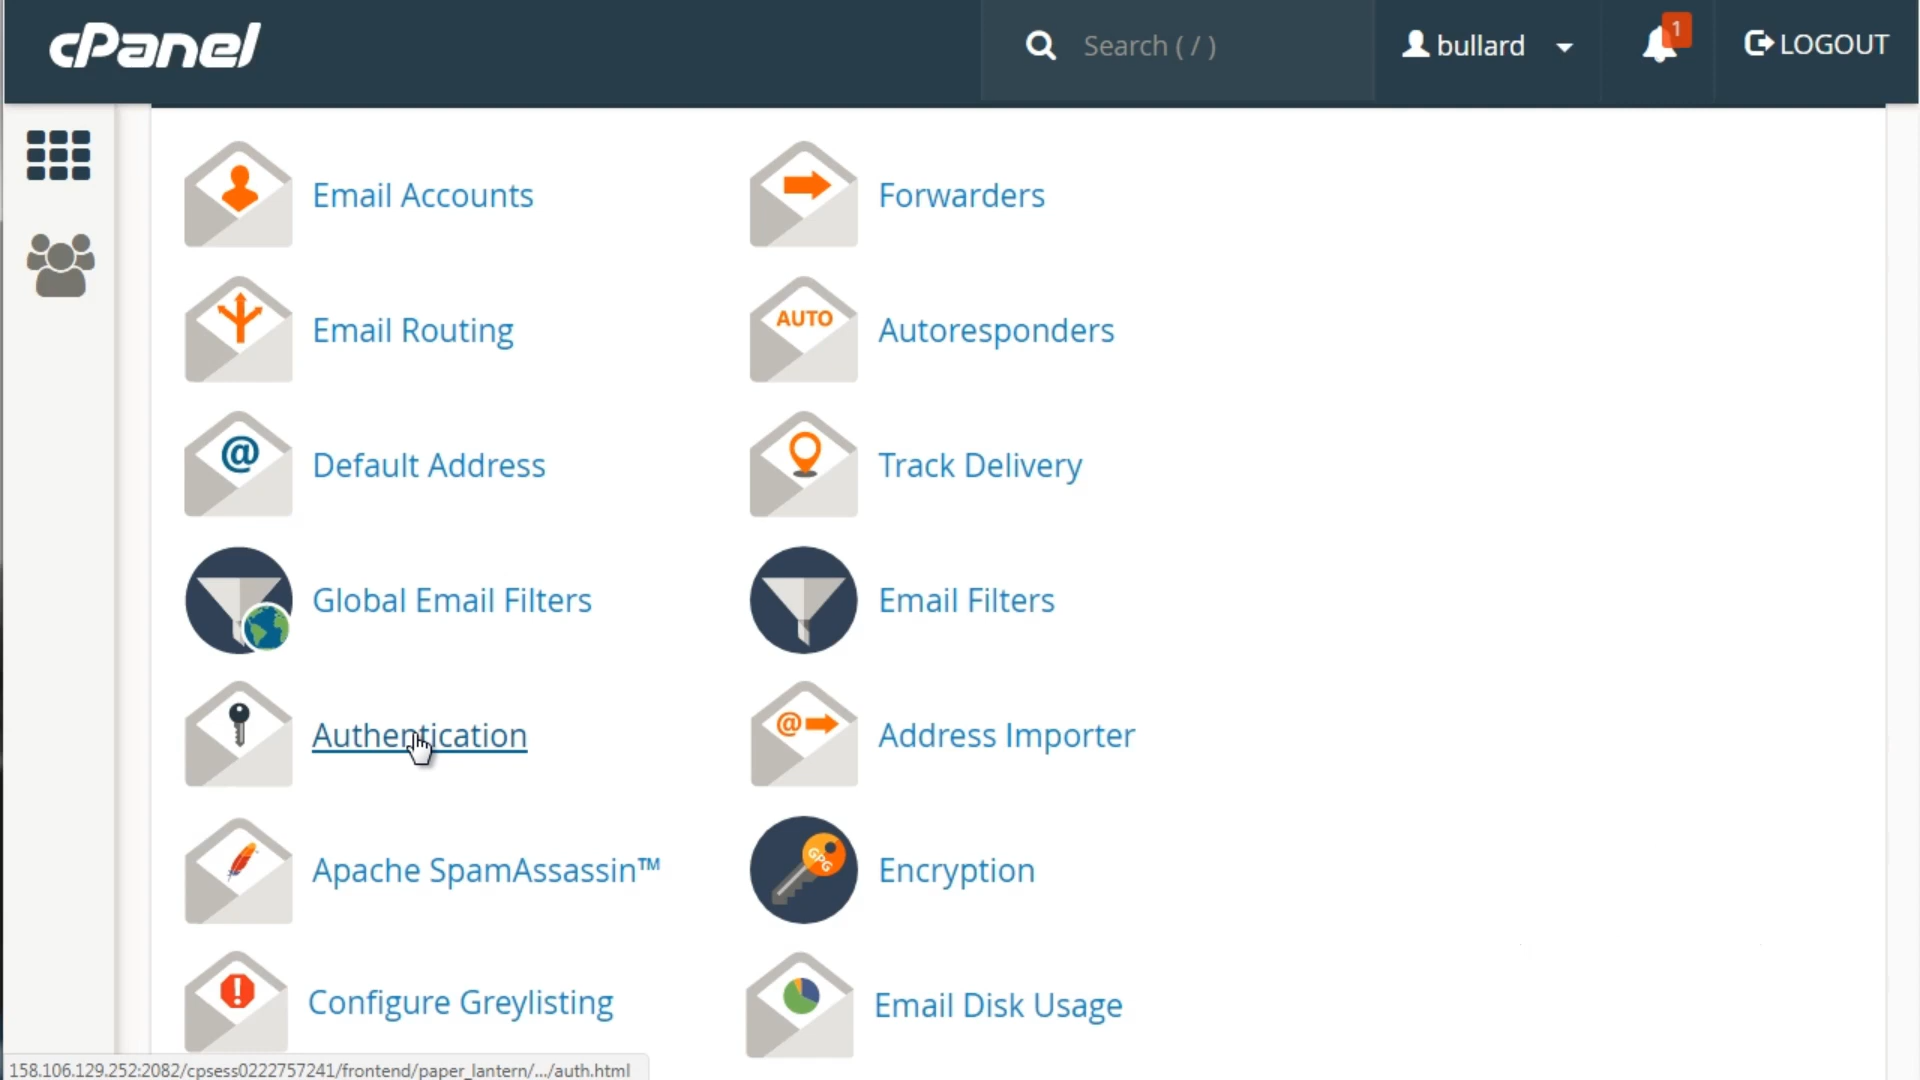 cPanel
Search ( / )
bullard
1
LOGOUT
Email Accounts
Forwarders
Email Routing
AUTO
Autoresponders
@
Default Address
Track Delivery
Global Email Filters
Email Filters
Authentication
@
Address Importer
Apache SpamAssassin™
GPG
Encryption
!
Configure Greylisting
Email Disk Usage
158.106.129.252:2082/cpsess0222757241/frontend/paper_lantern/.../auth.html